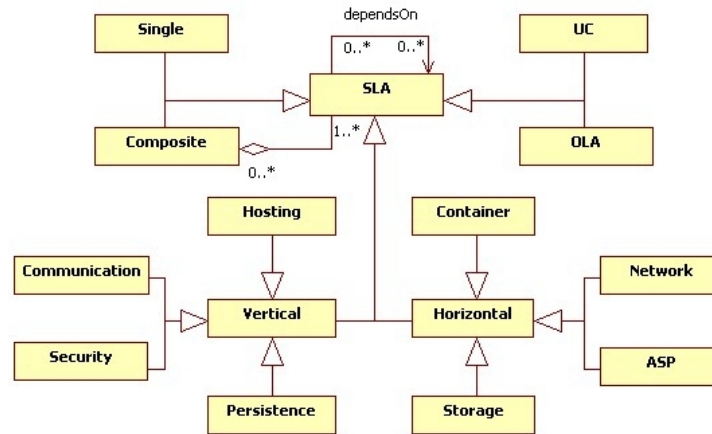 dependsOn
Single
UC
0..*
0..*
SLA
Composite
1..*
OLA
0..*
Hosting
Container
Communication
Network
Vertical
Horizontal
Security
ASP
Persistence
Storage